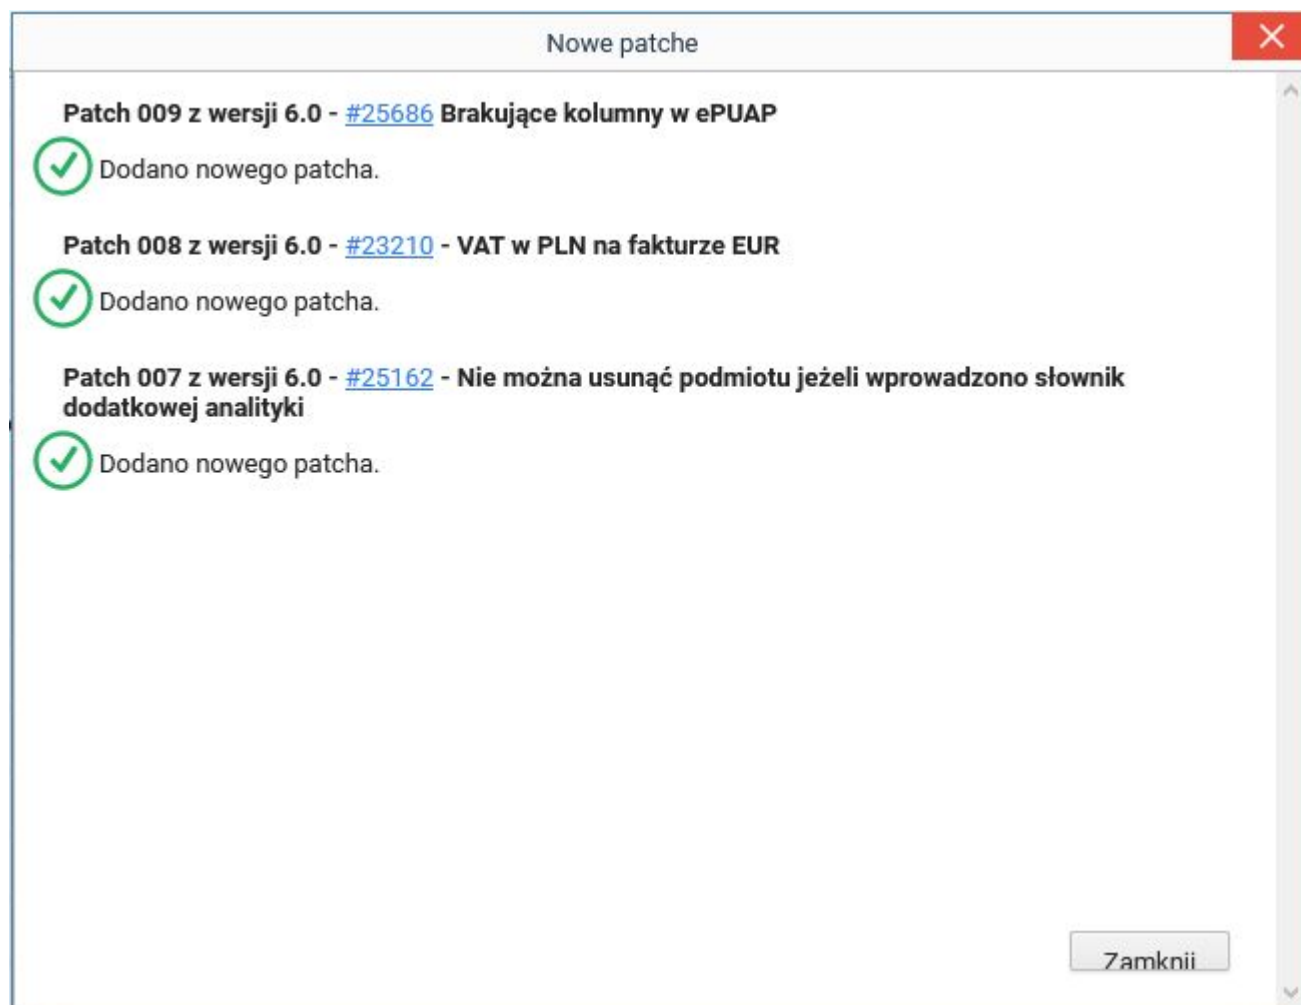 Nowe patche
Patch 009 z wersji 6.0 - #25686 Brakujące kolumny w ePUAP
Dodano nowego patcha.
Patch 008 z wersji 6.0 - #23210 - VAT w PLN na fakturze EUR
Dodano nowego patcha.
Patch 007 z wersji 6.0 - #25162 - Nie można usunąć podmiotu jeżeli wprowadzono słownik
dodatkowej analityki
Dodano nowego patcha.
Zamknij